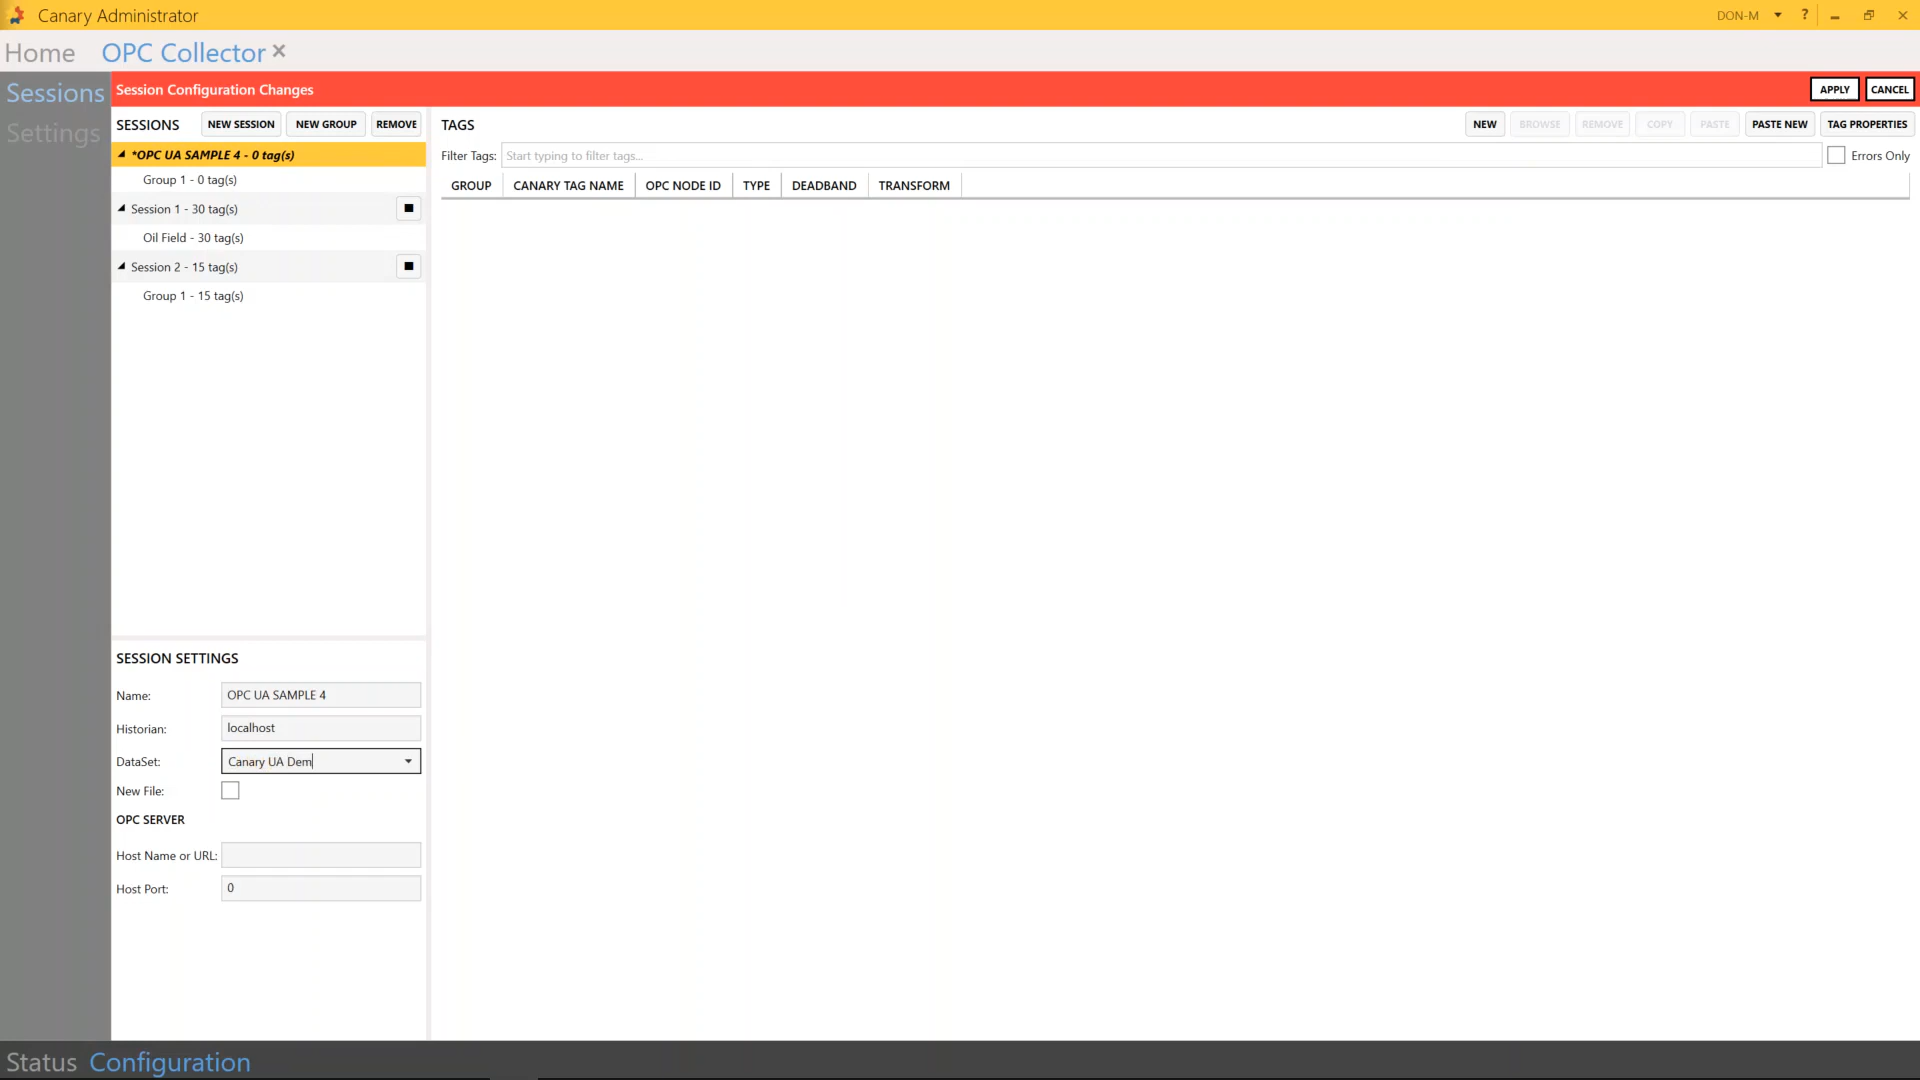 Canary Administrator
DON-M
?
Home OPC Collector
Sessions
Settings
Session Configuration Changes
APPLY CANCEL
SESSIONS NEW SESSION NEW GROUP REMOVE
*OPC UA SAMPLE 4 - 0 tag(s)
Group 1 - 0 tag(s)
Session 1 - 30 tag(s)
Oil Field - 30 tag(s)
Session 2 - 15 tag(s)
Group 1 - 15 tag(s)
TAGS
NEW BROWSE REMOVE COPY PASTE PASTE NEW TAG PROPERTIES
Filter Tags: Start typing to filter tags...
Errors Only
GROUP CANARY TAG NAME OPC NODE ID TYPE DEADBAND TRANSFORM
SESSION SETTINGS
Name: OPC UA SAMPLE 4
Historian: localhost
DataSet: Canary UA Dem
New File:
OPC SERVER
Host Name or URL:
Host Port: 0
Status Configuration